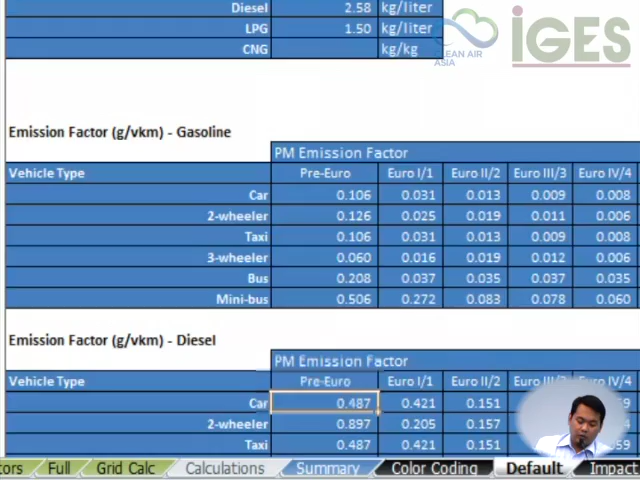 Diesel 2.58 kg/liter
LPG 1.50 kg/liter
CNG kg/kg
CLEAN AIR
ASIA
iGES
Emission Factor (g/vkm) - Gasoline
PM Emission Factor
Vehicle Type Pre-Euro Euro I/1 Euro II/2 Euro III/3 Euro IV/4
Car 0.106 0.031 0.013 0.009 0.008
2-wheeler 0.126 0.025 0.019 0.011 0.006
Taxi 0.106 0.031 0.013 0.009 0.008
3-wheeler 0.060 0.016 0.019 0.012 0.006
Bus 0.208 0.037 0.035 0.037 0.035
Mini-bus 0.506 0.272 0.083 0.078 0.060
Emission Factor (g/vkm) - Diesel
PM Emission Factor
Vehicle Type Pre-Euro Euro I/1 Euro II/2
Car 0.487 0.421 0.151
2-wheeler 0.897 0.205 0.157
Taxi 0.487 0.421 0.151
Full Grid Calc Calculations Summary Color Coding Default Impact